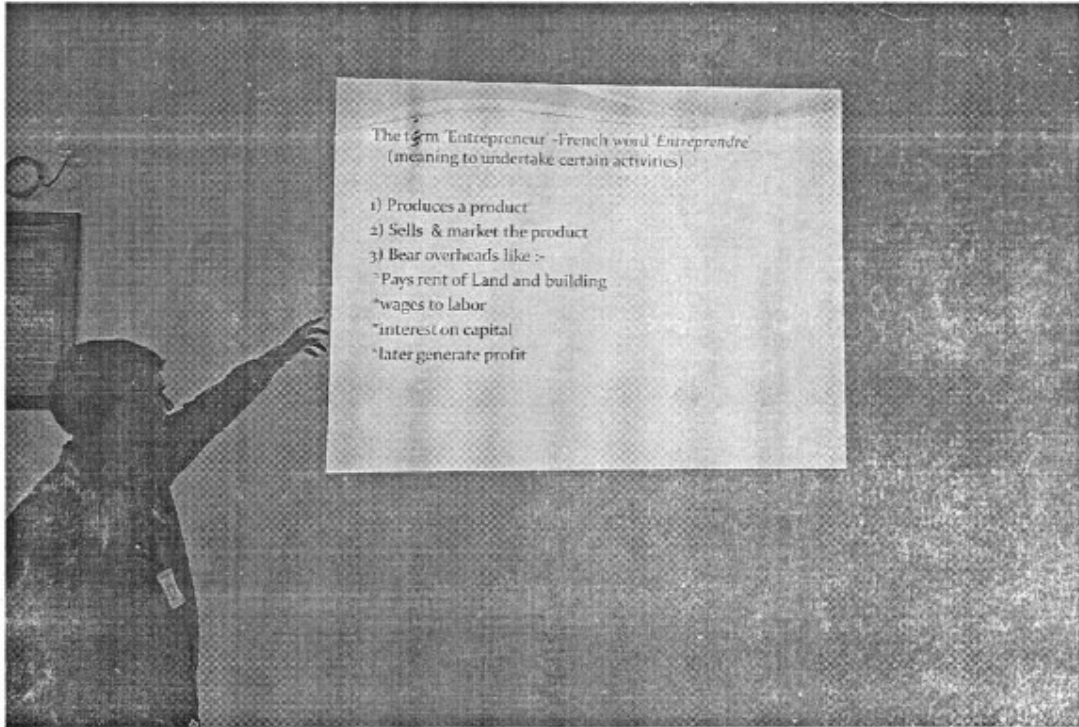 The term 'Entrepreneur' -French word 'Entreprendre'
(meaning to undertake certain activities)
1) Produces a product
2) Sells & market the product
3) Bear overheads like :-
*Pays rent of Land and building
*wages to labor
*interest on capital
*later generate profit